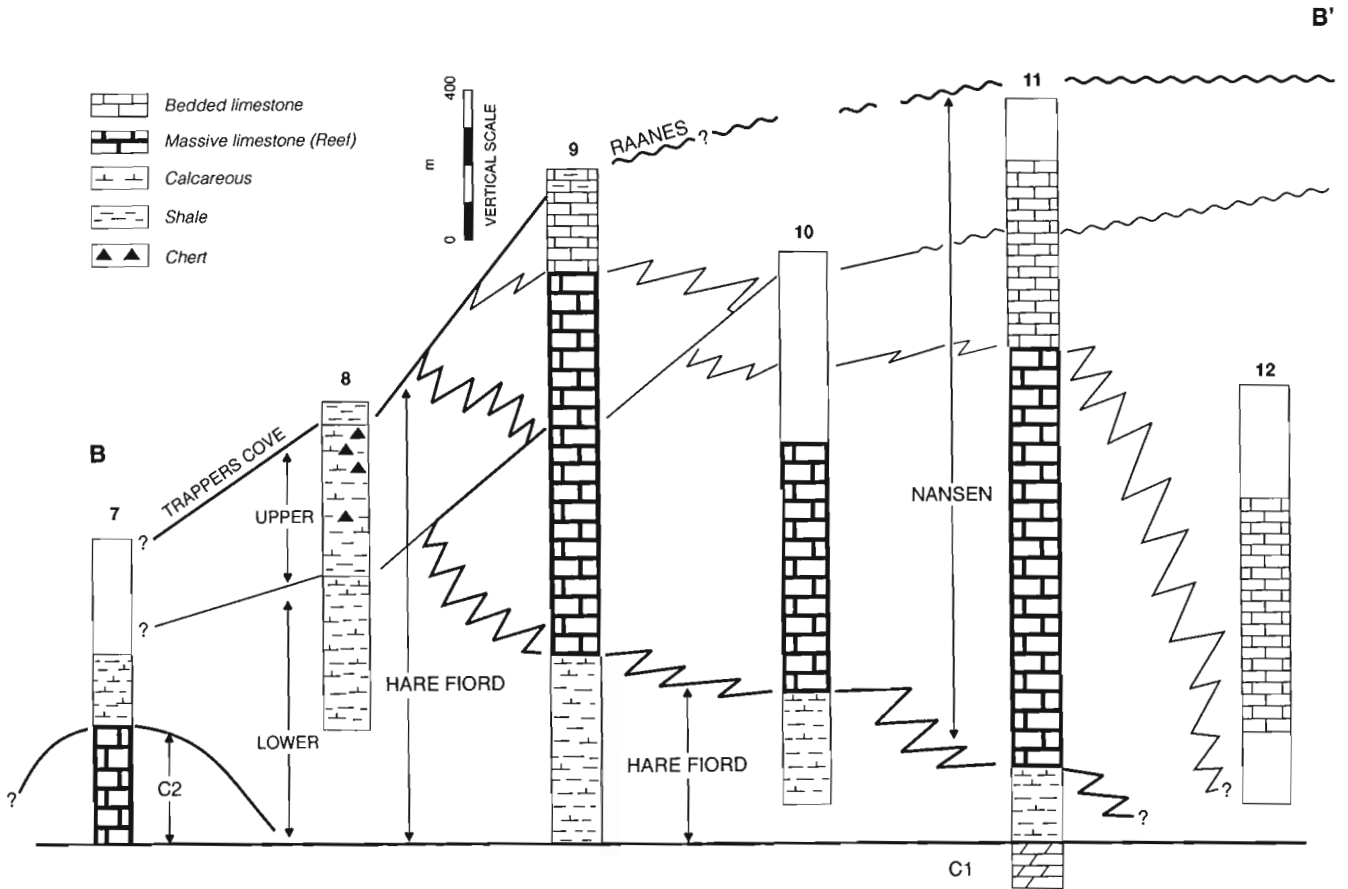 B'
Bedded limestone
Massive limestone (Reef)
Calcareous
Shale
Chert
400
m
0
VERTICAL SCALE
RAANES ?
11
9
10
12
8
B
7
TRAPPERS COVE
?
?
UPPER
LOWER
HARE FIORD
NANSEN
HARE FIORD
C2
?
?
?
C1